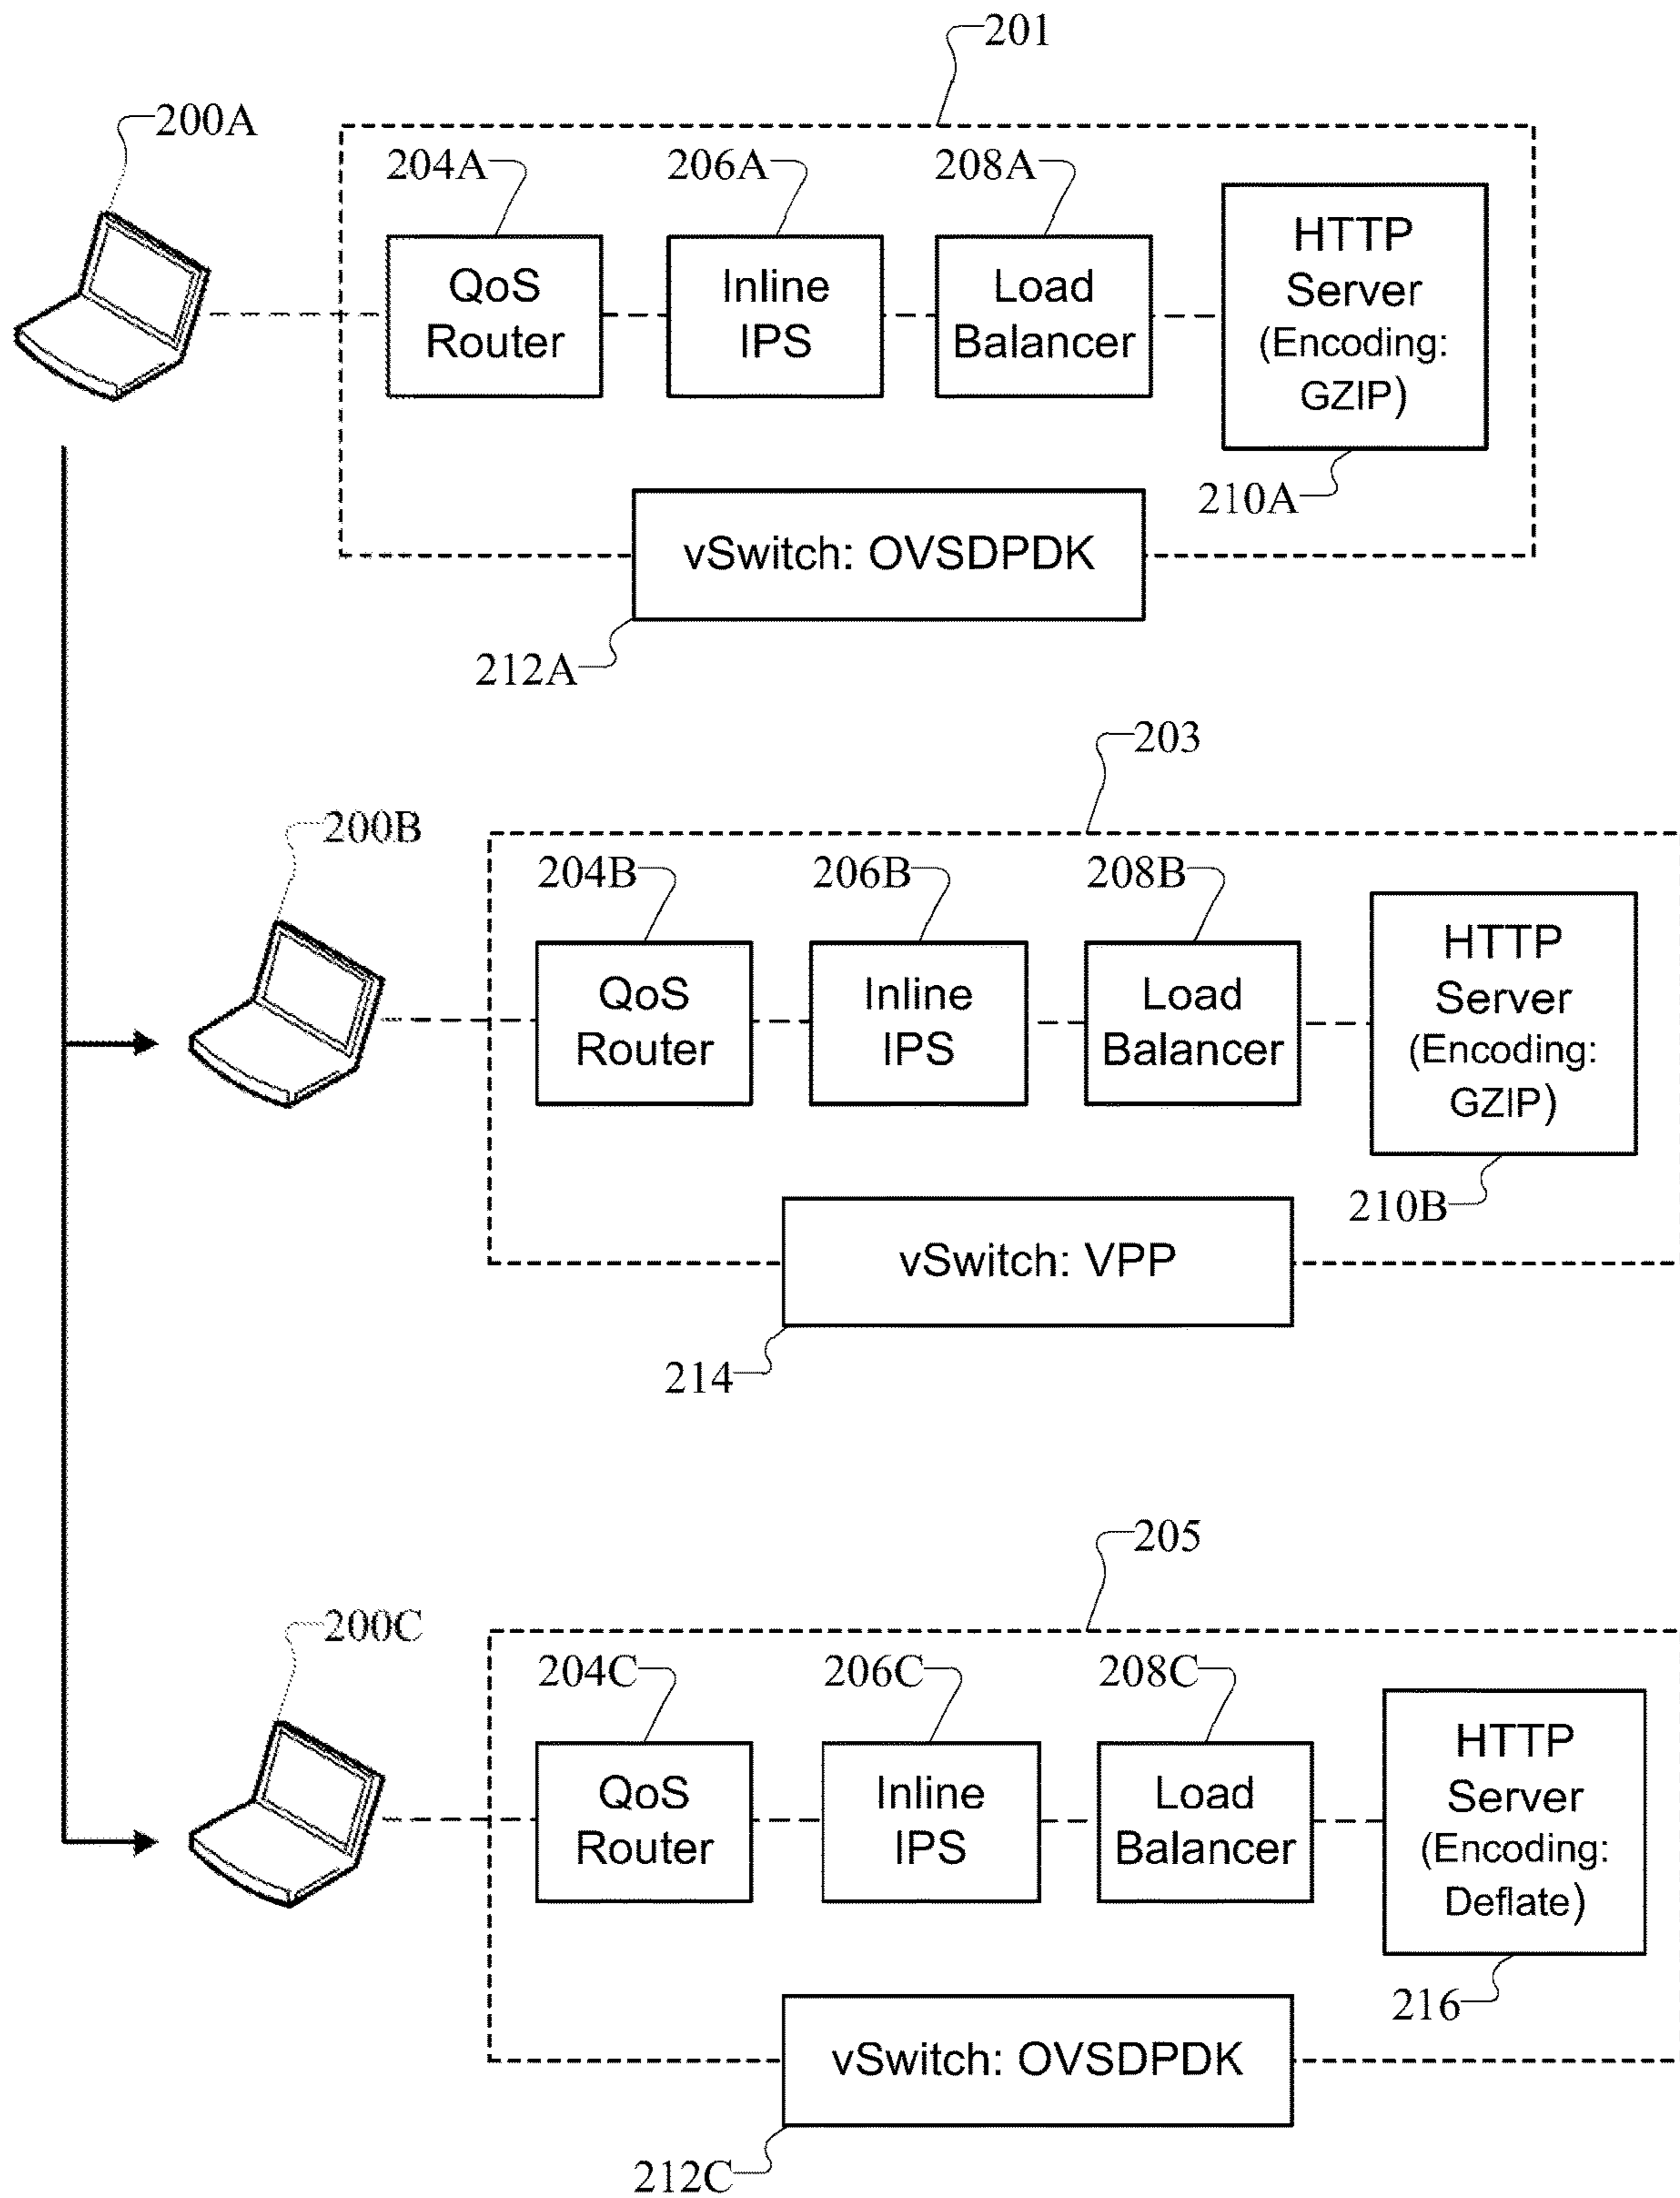 201
200A
204A
206A
208A
QoS
Router
Inline
IPS
Load
Balancer
HTTP
Server
(Encoding:
GZIP)
210A
vSwitch: OVSDPDK
212A
203
200B
204B
206B
208B
QoS
Router
Inline
IPS
Load
Balancer
HTTP
Server
(Encoding:
GZIP)
210B
vSwitch: VPP
214
205
200C
204C
206C
208C
QoS
Router
Inline
IPS
Load
Balancer
HTTP
Server
(Encoding:
Deflate)
216
vSwitch: OVSDPDK
212C